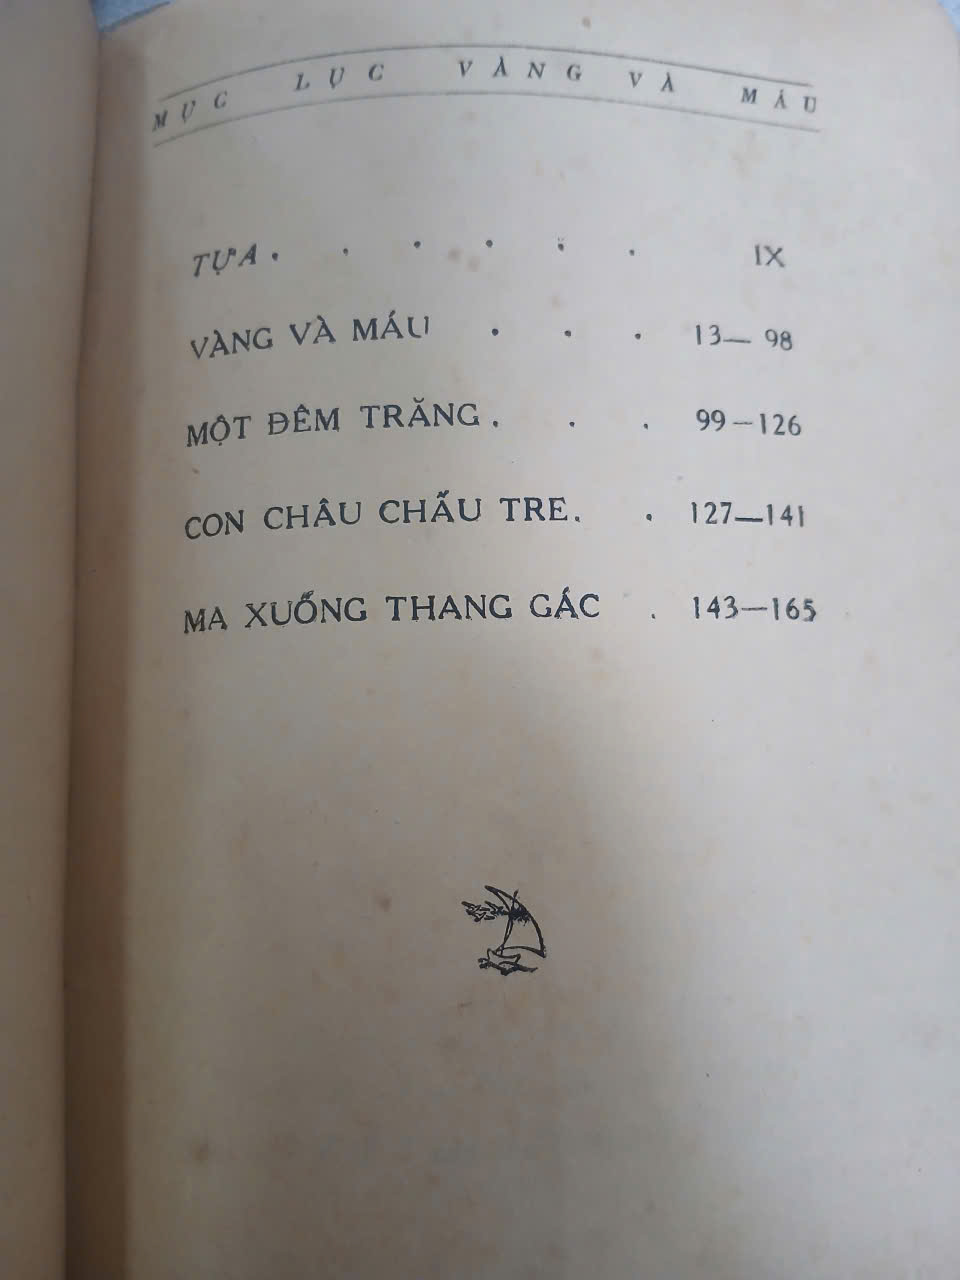 MỤC LỤC VÀNG VÀ MÁU
TỰA . . . . . . IX
VÀNG VÀ MÁU . . . 13— 98
MỘT ĐÊM TRĂNG . . . 99—126
CON CHÂU CHẤU TRE. . 127—141
MA XUỐNG THANG GÁC . 143—165